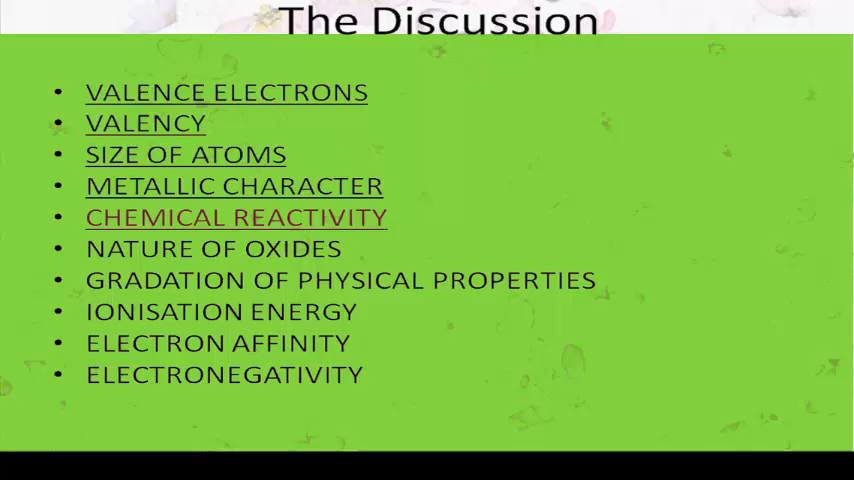 The Discussion
• VALENCE ELECTRONS
• VALENCY
• SIZE OF ATOMS
• METALLIC CHARACTER
• CHEMICAL REACTIVITY
• NATURE OF OXIDES
• GRADATION OF PHYSICAL PROPERTIES
• IONISATION ENERGY
• ELECTRON AFFINITY
• ELECTRONEGATIVITY